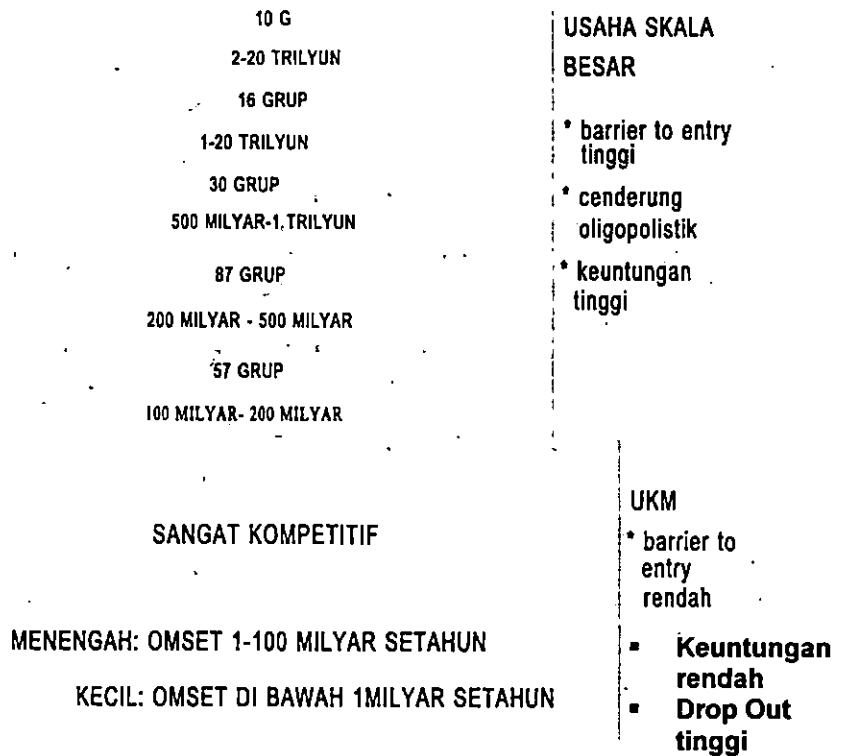 10 G
2-20 TRILYUN
16 GRUP
1-20 TRILYUN
30 GRUP
500 MILYAR-1.TRILYUN
87 GRUP
200 MILYAR - 500 MILYAR
57 GRUP
100 MILYAR- 200 MILYAR
USAHA SKALA
BESAR
* barrier to entry
tinggi
* cenderung
oligopolistik
* keuntungan
tinggi
SANGAT KOMPETITIF
MENENGAH: OMSET 1-100 MILYAR SETAHUN
KECIL: OMSET DI BAWAH 1MILYAR SETAHUN
UKM
* barrier to
entry
rendah
▪ Keuntungan
rendah
▪ Drop Out
tinggi